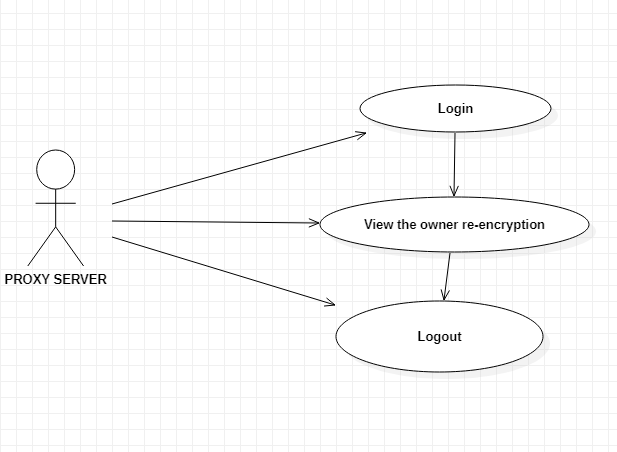 Login
View the owner re-encryption
PROXY SERVER
Logout